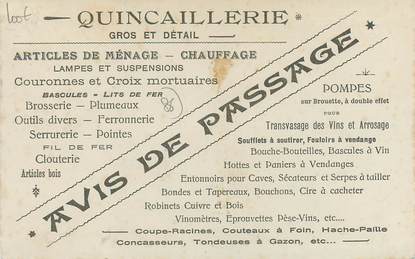 100€
QUINCAILLERIE
GROS ET DÉTAIL
ARTICLES DE MÉNAGE — CHAUFFAGE
LAMPES ET SUSPENSIONS
Couronnes et Croix mortuaires
BASCULES — LITS DE FER
Brosserie — Plumeaux
85
Outils divers — Ferronnerie
Serrurerie — Pointes
FIL DE FER
Clouterie
Articles bois
AVIS DE PASSAGE
POMPES
sur Brouette, à double effet
POUR
Transvasage des Vins et Arrosage
Soufflets à soutirer, Fouloirs à vendange
Bouche-Bouteilles, Bascules à Vin
Hottes et Paniers à Vendanges
Entonnoirs pour Caves, Sécateurs et Serpes à tailler
Bondes et Tapereaux, Bouchons, Cire à cacheter
Robinets Cuivre et Bois
Vinomètres, Eprouvettes Pèse-Vins, etc....
Coupe-Racines, Couteaux à Foin, Hache-Paille
Concasseurs, Tondeuses à Gazon, etc...